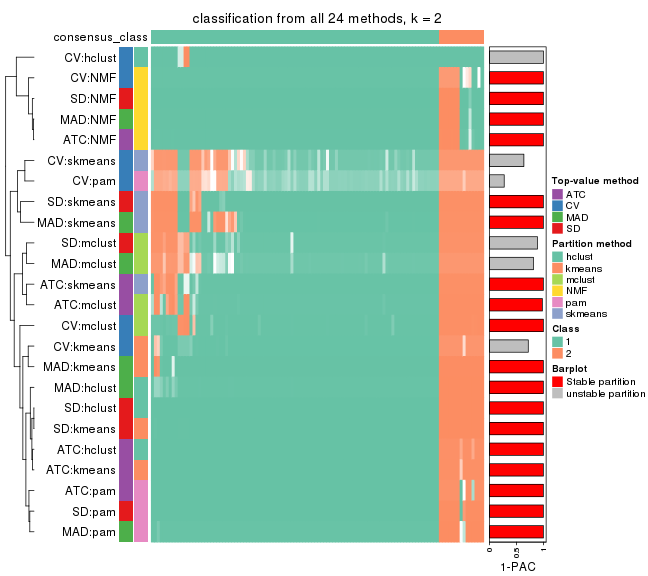 classification from all 24 methods, k = 2
consensus_class
CV:hclust
CV:NMF
SD:NMF
MAD:NMF
ATC:NMF
CV:skmeans
CV:pam
SD:skmeans
MAD:skmeans
SD:mclust
MAD:mclust
ATC:skmeans
ATC:mclust
CV:mclust
CV:kmeans
MAD:kmeans
MAD:hclust
SD:hclust
SD:kmeans
ATC:hclust
ATC:kmeans
ATC:pam
SD:pam
MAD:pam
0
0.5
1
1-PAC
Top-value method
ATC
CV
MAD
SD
Partition method
hclust
kmeans
mclust
NMF
pam
skmeans
Class
1
2
Barplot
Stable partition
unstable partition